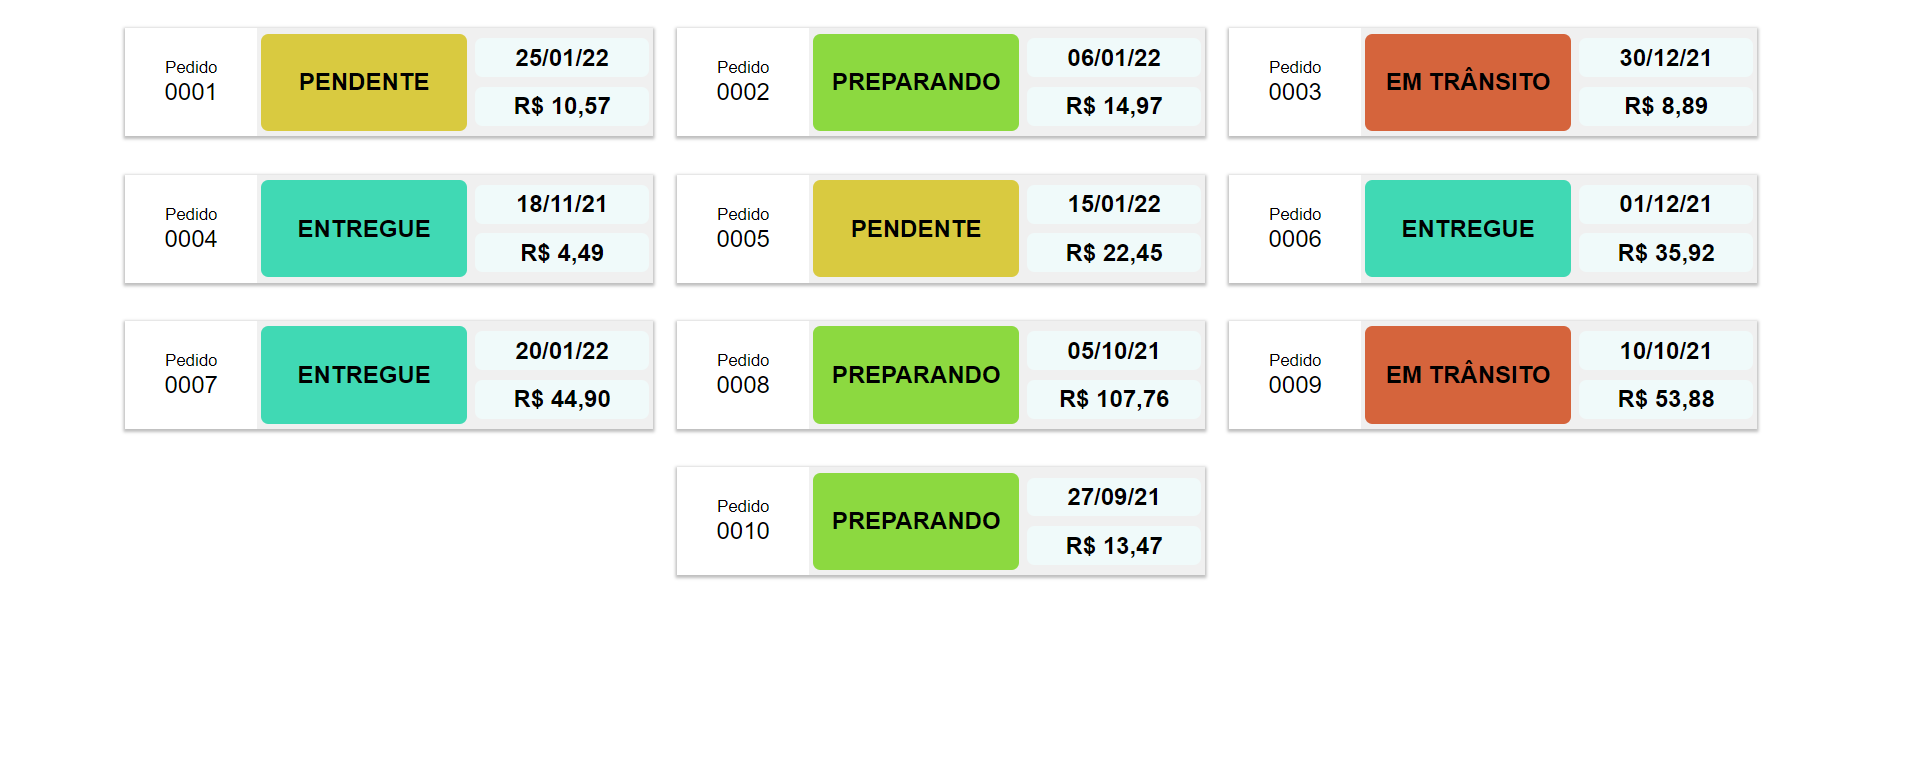 Pedido
0001
PENDENTE
25/01/22
R$ 10,57
Pedido
0002
PREPARANDO
06/01/22
R$ 14,97
Pedido
0003
EM TRÂNSITO
30/12/21
R$ 8,89
Pedido
0004
ENTREGUE
18/11/21
R$ 4,49
Pedido
0005
PENDENTE
15/01/22
R$ 22,45
Pedido
0006
ENTREGUE
01/12/21
R$ 35,92
Pedido
0007
ENTREGUE
20/01/22
R$ 44,90
Pedido
0008
PREPARANDO
05/10/21
R$ 107,76
Pedido
0009
EM TRÂNSITO
10/10/21
R$ 53,88
Pedido
0010
PREPARANDO
27/09/21
R$ 13,47